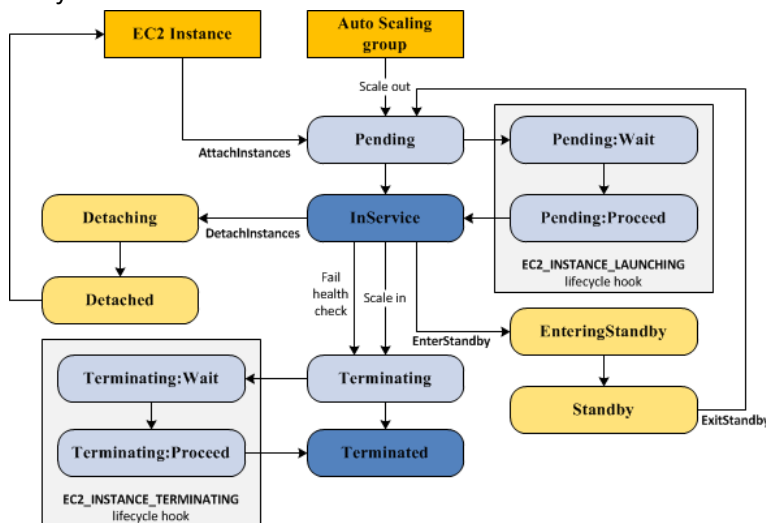 EC2 Instance
Auto Scaling
group
Scale out
Pending
AttachInstances
Pending:Wait
Pending:Proceed
EC2_INSTANCE_LAUNCHING
lifecycle hook
InService
DetachInstances
Detaching
Detached
Fail
health
check
Scale in
EnterStandby
EnteringStandby
Standby
ExitStandby
Terminating
Terminating:Wait
Terminating:Proceed
Terminated
EC2_INSTANCE_TERMINATING
lifecycle hook